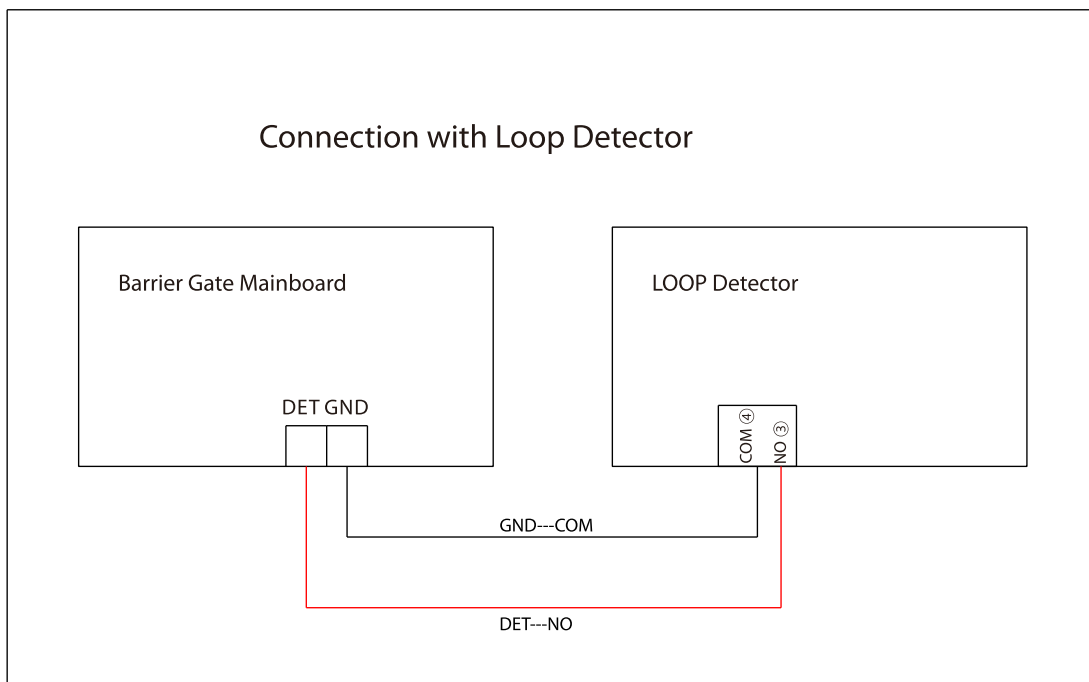 Connection with Loop Detector
Barrier Gate Mainboard
LOOP Detector
DET GND
COM ④
NO ③
GND---COM
DET---NO